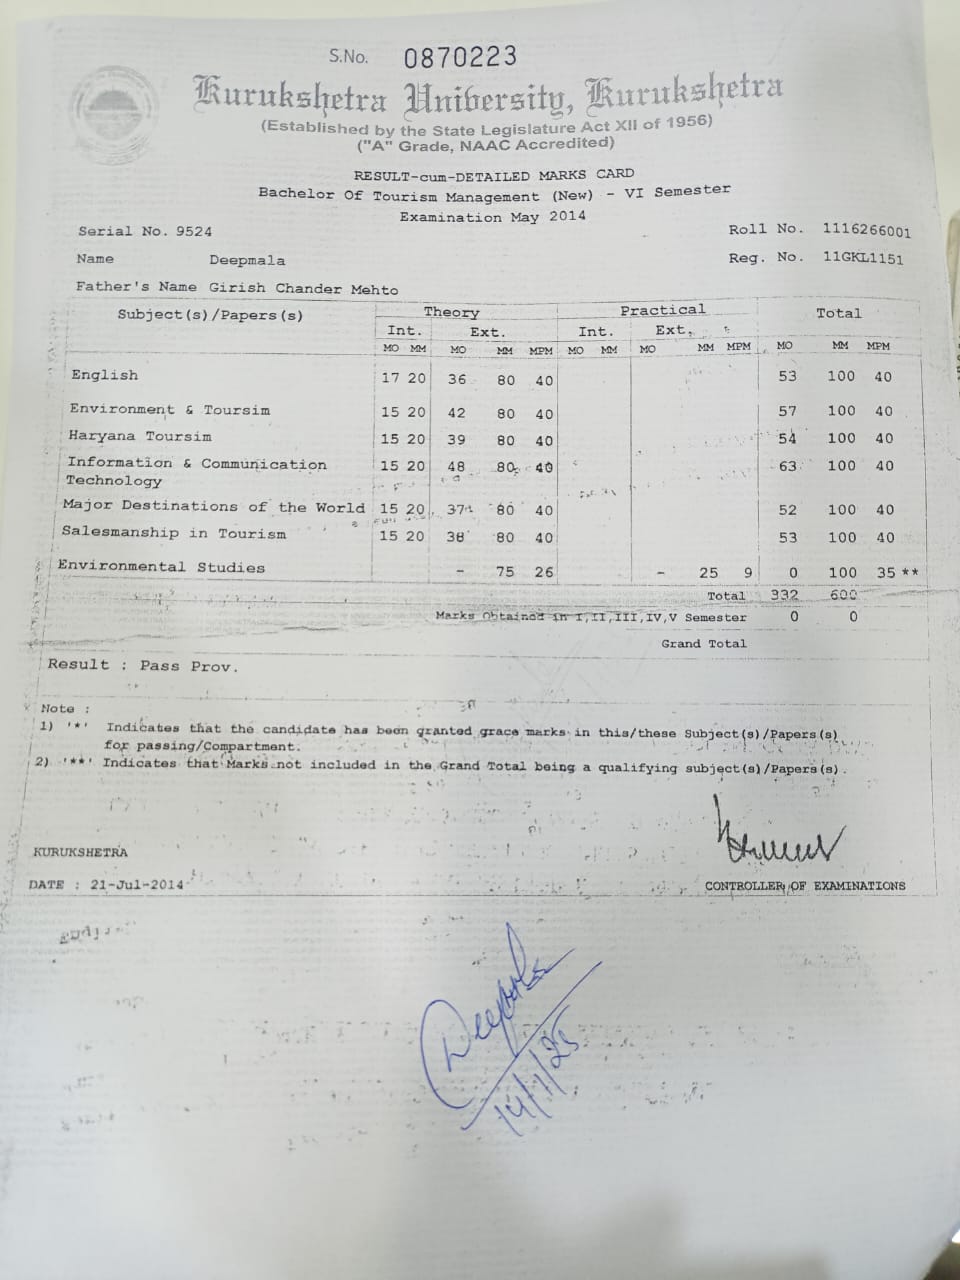 S.No. 0870223
Kurukshetra University, Kurukshetra
(Established by the State Legislature Act XII of 1956)
("A" Grade, NAAC Accredited)
RESULT-cum-DETAILED MARKS CARD
Bachelor Of Tourism Management (New) - VI Semester
Examination May 2014
Serial No. 9524 Roll No. 1116266001
Name Deepmala Reg. No. 11GKL1151
Father's Name Girish Chander Mehto
Subject(s)/Papers(s) Theory Practical Total
Int. Ext. Int. Ext.
MO MM MO MM MPM MO MM MO MM MPM MO MM MPM
English 17 20 36 80 40 53 100 40
Environment & Toursim 15 20 42 80 40 57 100 40
Haryana Toursim 15 20 39 80 40 54 100 40
Information & Communication 15 20 48 80 40 63 100 40
Technology
Major Destinations of the World 15 20 37 80 40 52 100 40
Salesmanship in Tourism 15 20 38 80 40 53 100 40
Environmental Studies - 75 26 - 25 9 0 100 35 **
Total 332 600
Marks Obtained in I,II,III,IV,V Semester 0 0
Grand Total
Result : Pass Prov.
Note :
1) '*' Indicates that the candidate has been granted grace marks in this/these Subject(s)/Papers(s)
for passing/Compartment.
2) '**' Indicates that Marks not included in the Grand Total being a qualifying subject(s)/Papers(s).
KURUKSHETRA
DATE : 21-Jul-2014 CONTROLLER OF EXAMINATIONS
Deepmala